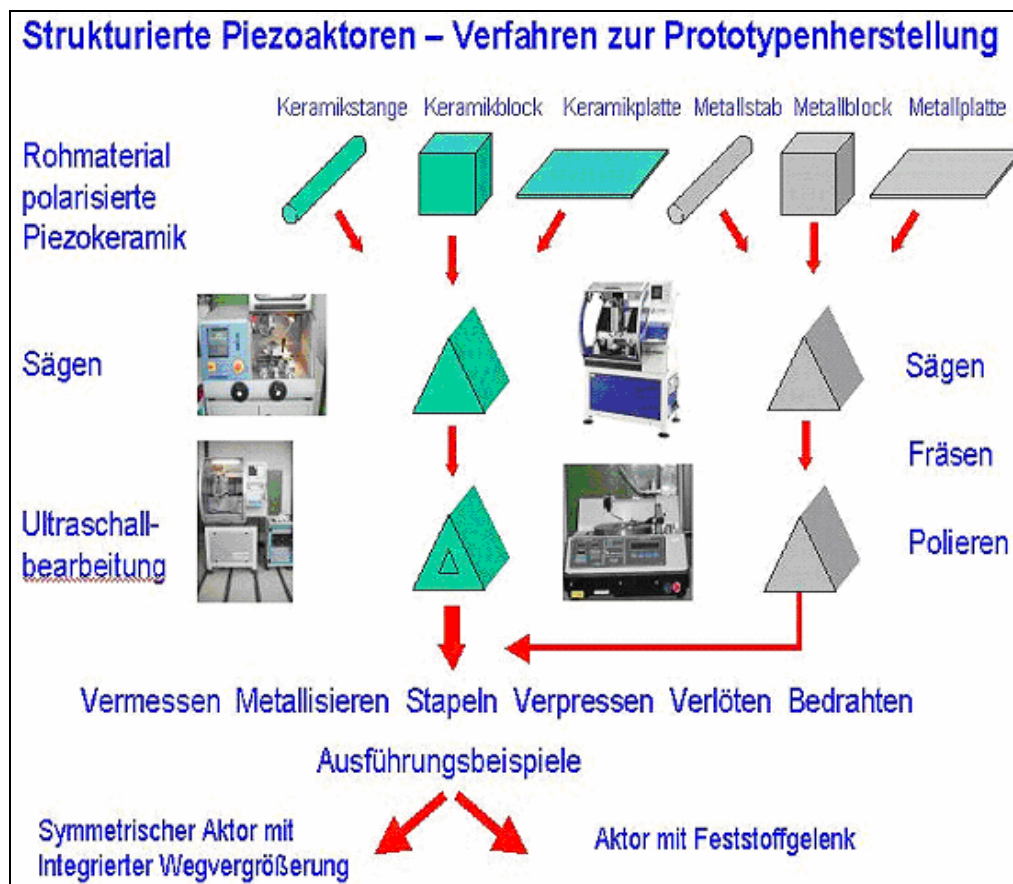 Strukturierte Piezoaktoren – Verfahren zur Prototypenherstellung
Keramikstange Keramikblock Keramikplatte Metallstab Metallblock Metallplatte
Rohmaterial
polarisierte
Piezokeramik
Sägen
Sägen
Fräsen
Ultraschall-
bearbeitung
Polieren
Vermessen Metallisieren Stapeln Verpressen Verlöten Bedrahten
Ausführungsbeispiele
Symmetrischer Aktor mit
Integrierter Wegvergrößerung
Aktor mit Feststoffgelenk